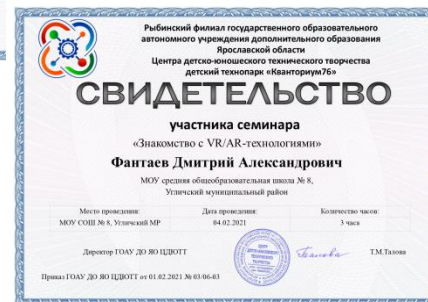 Рыбинский филиал государственного образовательного
автономного учреждения дополнительного образования
Ярославской области
Центра детско-юношеского технического творчества
детский технопарк «Кванториум76»
СВИДЕТЕЛЬСТВО
участника семинара
«Знакомство с VR/AR-технологиями»
Фантаев Дмитрий Александрович
МОУ средняя общеобразовательная школа № 8,
Угличский муниципальный район
Место проведения: Дата проведения: Количество часов:
МОУ СОШ № 8, Угличский МР 04.02.2021 3 часа
Директор ГОАУ ДО ЯО ЦДЮТТ Т.М.Талова
Приказ ГОАУ ДО ЯО ЦДЮТТ от 01.02.2021 № 03/06-03